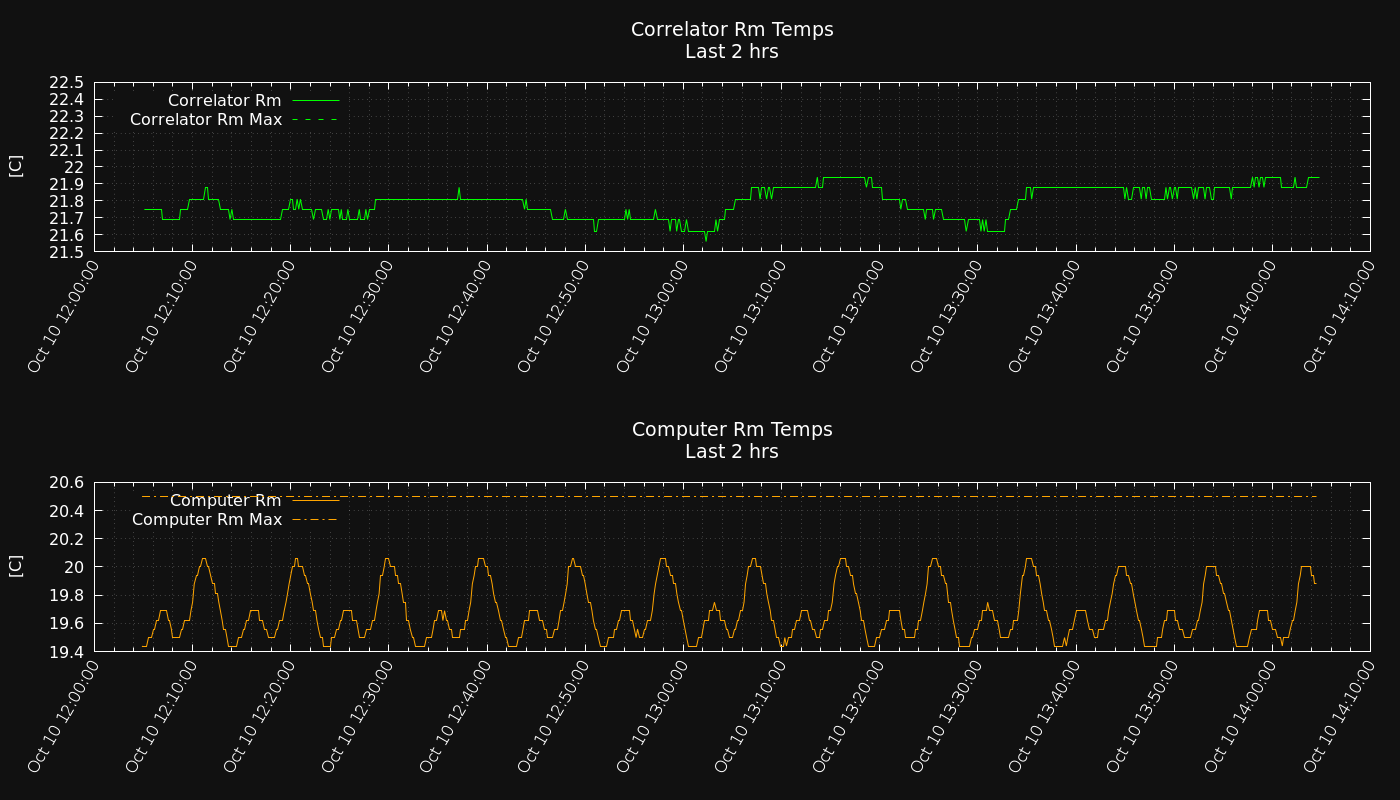 Correlator Rm Temps
Last 2 hrs
22.5
22.4
22.3
22.2
22.1
22
21.9
21.8
21.7
21.6
21.5
[C]
Correlator Rm
Correlator Rm Max
Oct 10 12:00:00
Oct 10 12:10:00
Oct 10 12:20:00
Oct 10 12:30:00
Oct 10 12:40:00
Oct 10 12:50:00
Oct 10 13:00:00
Oct 10 13:10:00
Oct 10 13:20:00
Oct 10 13:30:00
Oct 10 13:40:00
Oct 10 13:50:00
Oct 10 14:00:00
Oct 10 14:10:00
Computer Rm Temps
Last 2 hrs
20.6
20.4
20.2
20
19.8
19.6
19.4
[C]
Computer Rm
Computer Rm Max
Oct 10 12:00:00
Oct 10 12:10:00
Oct 10 12:20:00
Oct 10 12:30:00
Oct 10 12:40:00
Oct 10 12:50:00
Oct 10 13:00:00
Oct 10 13:10:00
Oct 10 13:20:00
Oct 10 13:30:00
Oct 10 13:40:00
Oct 10 13:50:00
Oct 10 14:00:00
Oct 10 14:10:00